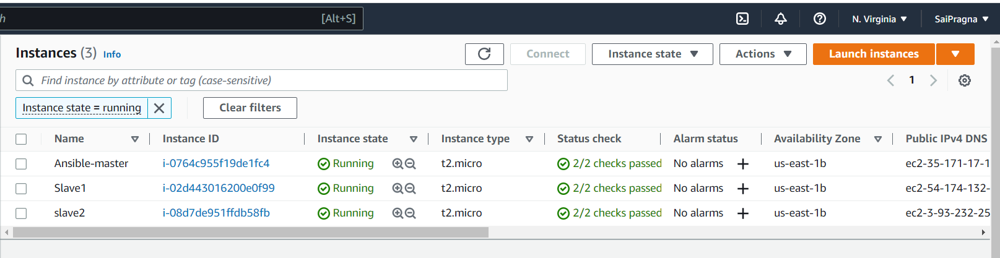 [Alt+S] N. Virginia SaiPragna
Instances (3) Info Connect Instance state Actions Launch instances
Find instance by attribute or tag (case-sensitive) 1
Instance state = running Clear filters
Name Instance ID Instance state Instance type Status check Alarm status Availability Zone Public IPv4 DNS
Ansible-master i-0764c955f19de1fc4 Running t2.micro 2/2 checks passed No alarms us-east-1b ec2-35-171-17-1
Slave1 i-02d443016200e0f99 Running t2.micro 2/2 checks passed No alarms us-east-1b ec2-54-174-132-
slave2 i-08d7de951ffdb58fb Running t2.micro 2/2 checks passed No alarms us-east-1b ec2-3-93-232-25